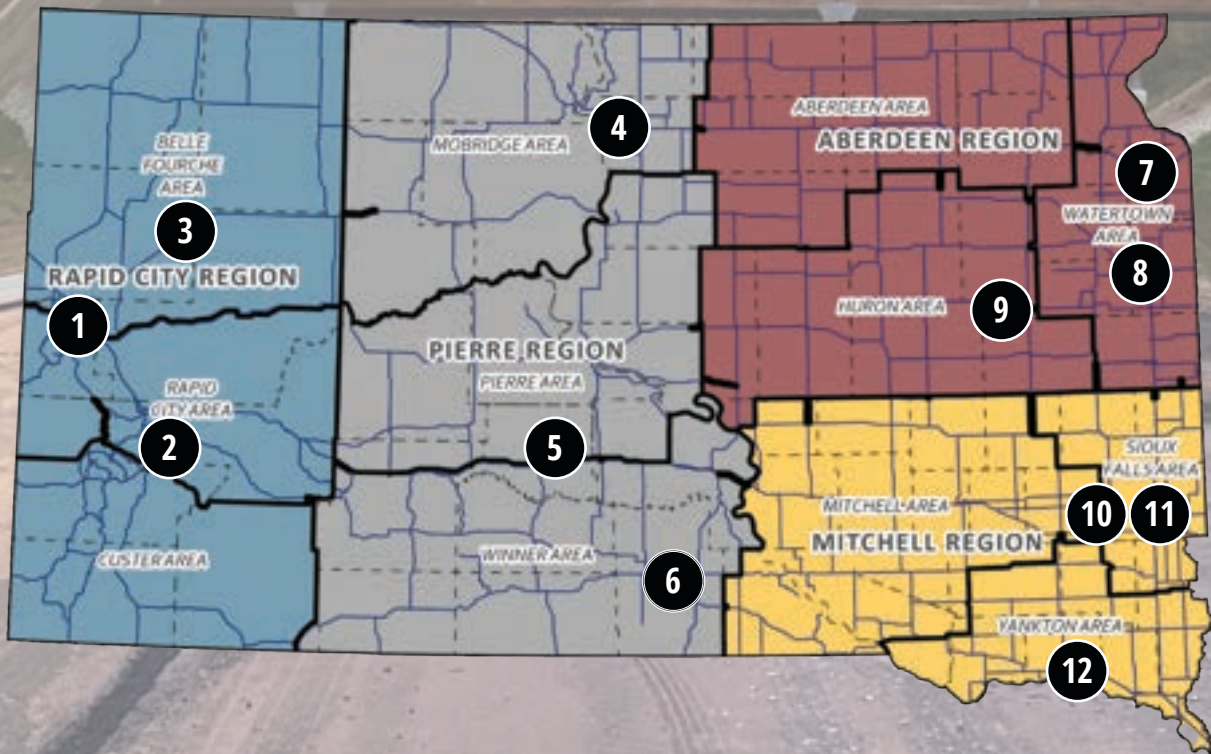 BELLE
FOURCHE
AREA
3
RAPID CITY REGION
1
RAPID
CITY AREA
2
CUSTER AREA
4
MOBRIDGE AREA
PIERRE REGION
PIERRE AREA
5
WINNER AREA
6
ABERDEEN AREA
ABERDEEN REGION
7
WATERTOWN
AREA
8
HURON AREA
9
SIOUX
FALLS AREA
MITCHELL AREA
10
11
MITCHELL REGION
YANKTON AREA
12